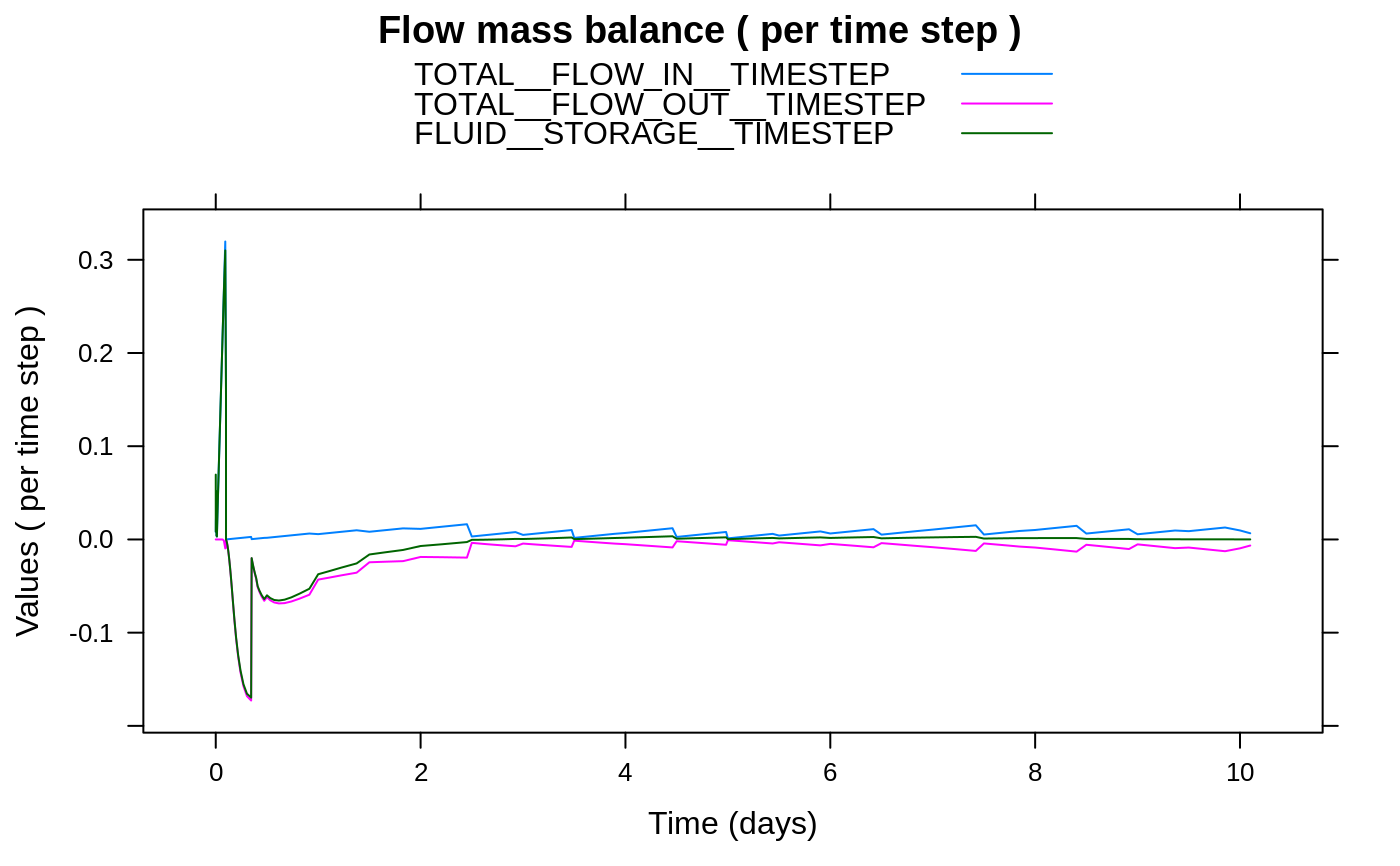 Flow mass balance ( per time step )
TOTAL__FLOW_IN__TIMESTEP
TOTAL__FLOW_OUT__TIMESTEP
FLUID__STORAGE__TIMESTEP
Values ( per time step )
0.3
0.2
0.1
0.0
-0.1
0 2 4 6 8 10
Time (days)